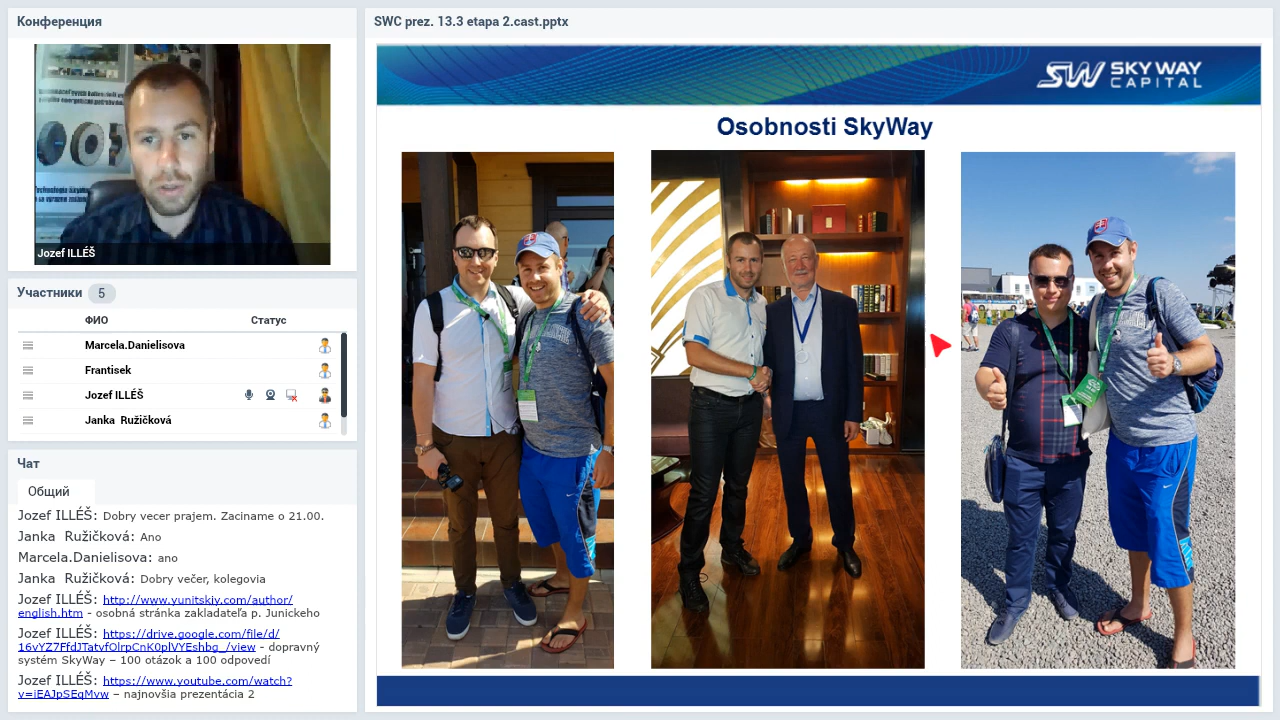 Конференция
Jozef ILLÉŠ
Участники 5
ФИО Статус
Marcela.Danielisova
Frantisek
Jozef ILLÉŠ
Janka Ružičková
Чат
Общий
Jozef ILLÉŠ: Dobry vecer prajem. Zaciname o 21.00.
Janka Ružičková: Ano
Marcela.Danielisova: ano
Janka Ružičková: Dobry večer, kolegovia
Jozef ILLÉŠ: http://www.yunitskiy.com/author/
english.htm - osobná stránka zakladateľa p. Junickeho
Jozef ILLÉŠ: https://drive.google.com/file/d/
16vYZ7FfdJTatvfOlrpCnK0plVYEshbg_/view - dopravný
systém SkyWay – 100 otázok a 100 odpovedí
Jozef ILLÉŠ: https://www.youtube.com/watch?
v=iEAJpSEqMvw – najnovšia prezentácia 2
SWC prez. 13.3 etapa 2.cast.pptx
SW SKY WAY
CAPITAL
Osobnosti SkyWay